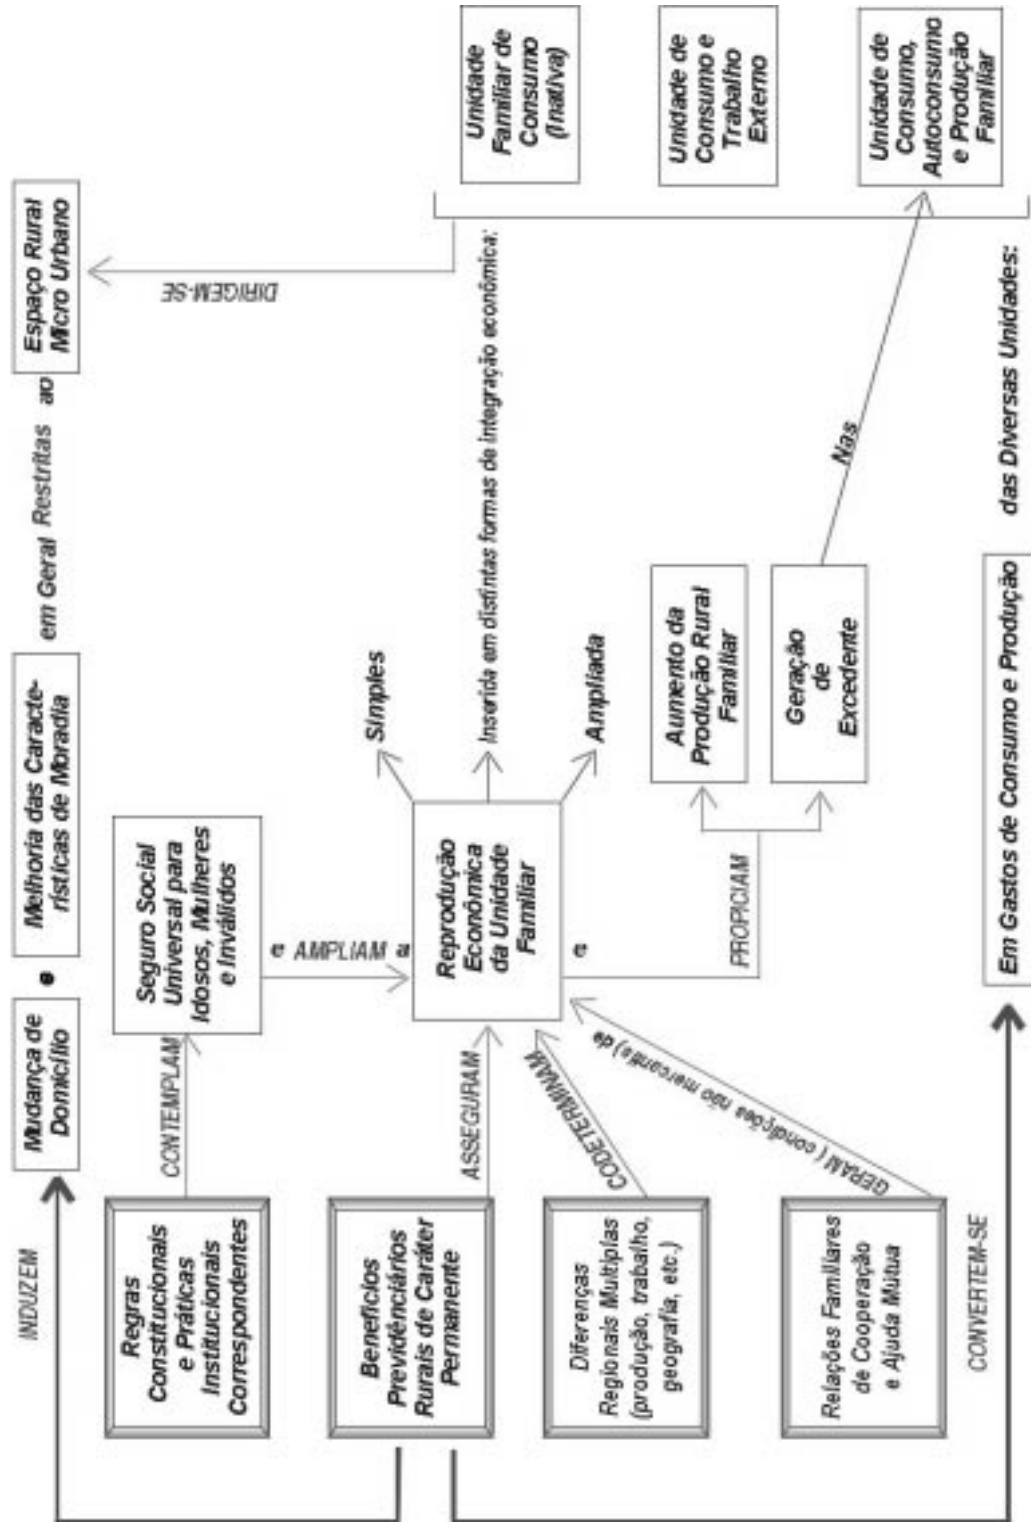 INDUZEM
Mudança de
Domicílio
e
Melhoria das Caracte-
rísticas de Moradia
em Geral Restritas ao
Espaço Rural
Micro Urbano
Regras
Constitucionais
e Práticas
Institucionais
Correspondentes
CONTEMPLAM
Seguro Social
Universal para
Idosos, Mulheres
e Inválidos
DIRIGEM-SE
e AMPLIAM a
Benefícios
Previdenciários
Rurais de Caráter
Permanente
ASSEGURAM
Reprodução
Econômica
da Unidade
Familiar
Simples
Inserida em distintas formas de integração econômica:
Ampliada
Unidade
Familiar de
Consumo
(Inativa)
Diferenças
Regionais Multiplas
(produção, trabalho,
geografia, etc.)
CODETERMINAM
e
PROPICIAM
Aumento da
Produção Rural
Familiar
Unidade de
Consumo e
Trabalho
Externo
Relações Familiares
de Cooperação
e Ajuda Mútua
GERAM ( condições não mercantis) de
Geração
de
Excedente
Nas
Unidade de
Consumo,
Autoconsumo
e Produção
Familiar
CONVERTEM-SE
Em Gastos de Consumo e Produção
das Diversas Unidades: